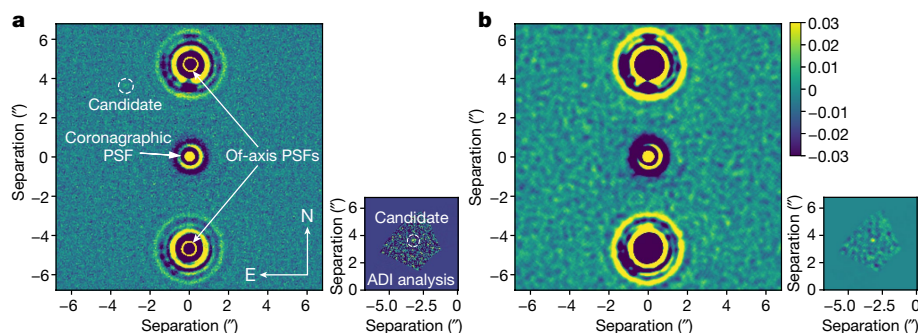 a
Separation (″)
6
4
2
0
−2
−4
−6
Candidate
Coronagraphic
PSF
Of-axis PSFs
N
E
−6 −4 −2 0 2 4 6
Separation (″)
Separation (″)
6
4
2
0
Candidate
ADI analysis
−5.0 −2.5 0
Separation (″)
b
Separation (″)
6
4
2
0
−2
−4
−6
−6 −4 −2 0 2 4 6
Separation (″)
0.03
0.02
0.01
0
−0.01
−0.02
−0.03
Separation (″)
6
4
2
0
−5.0 −2.5 0
Separation (″)